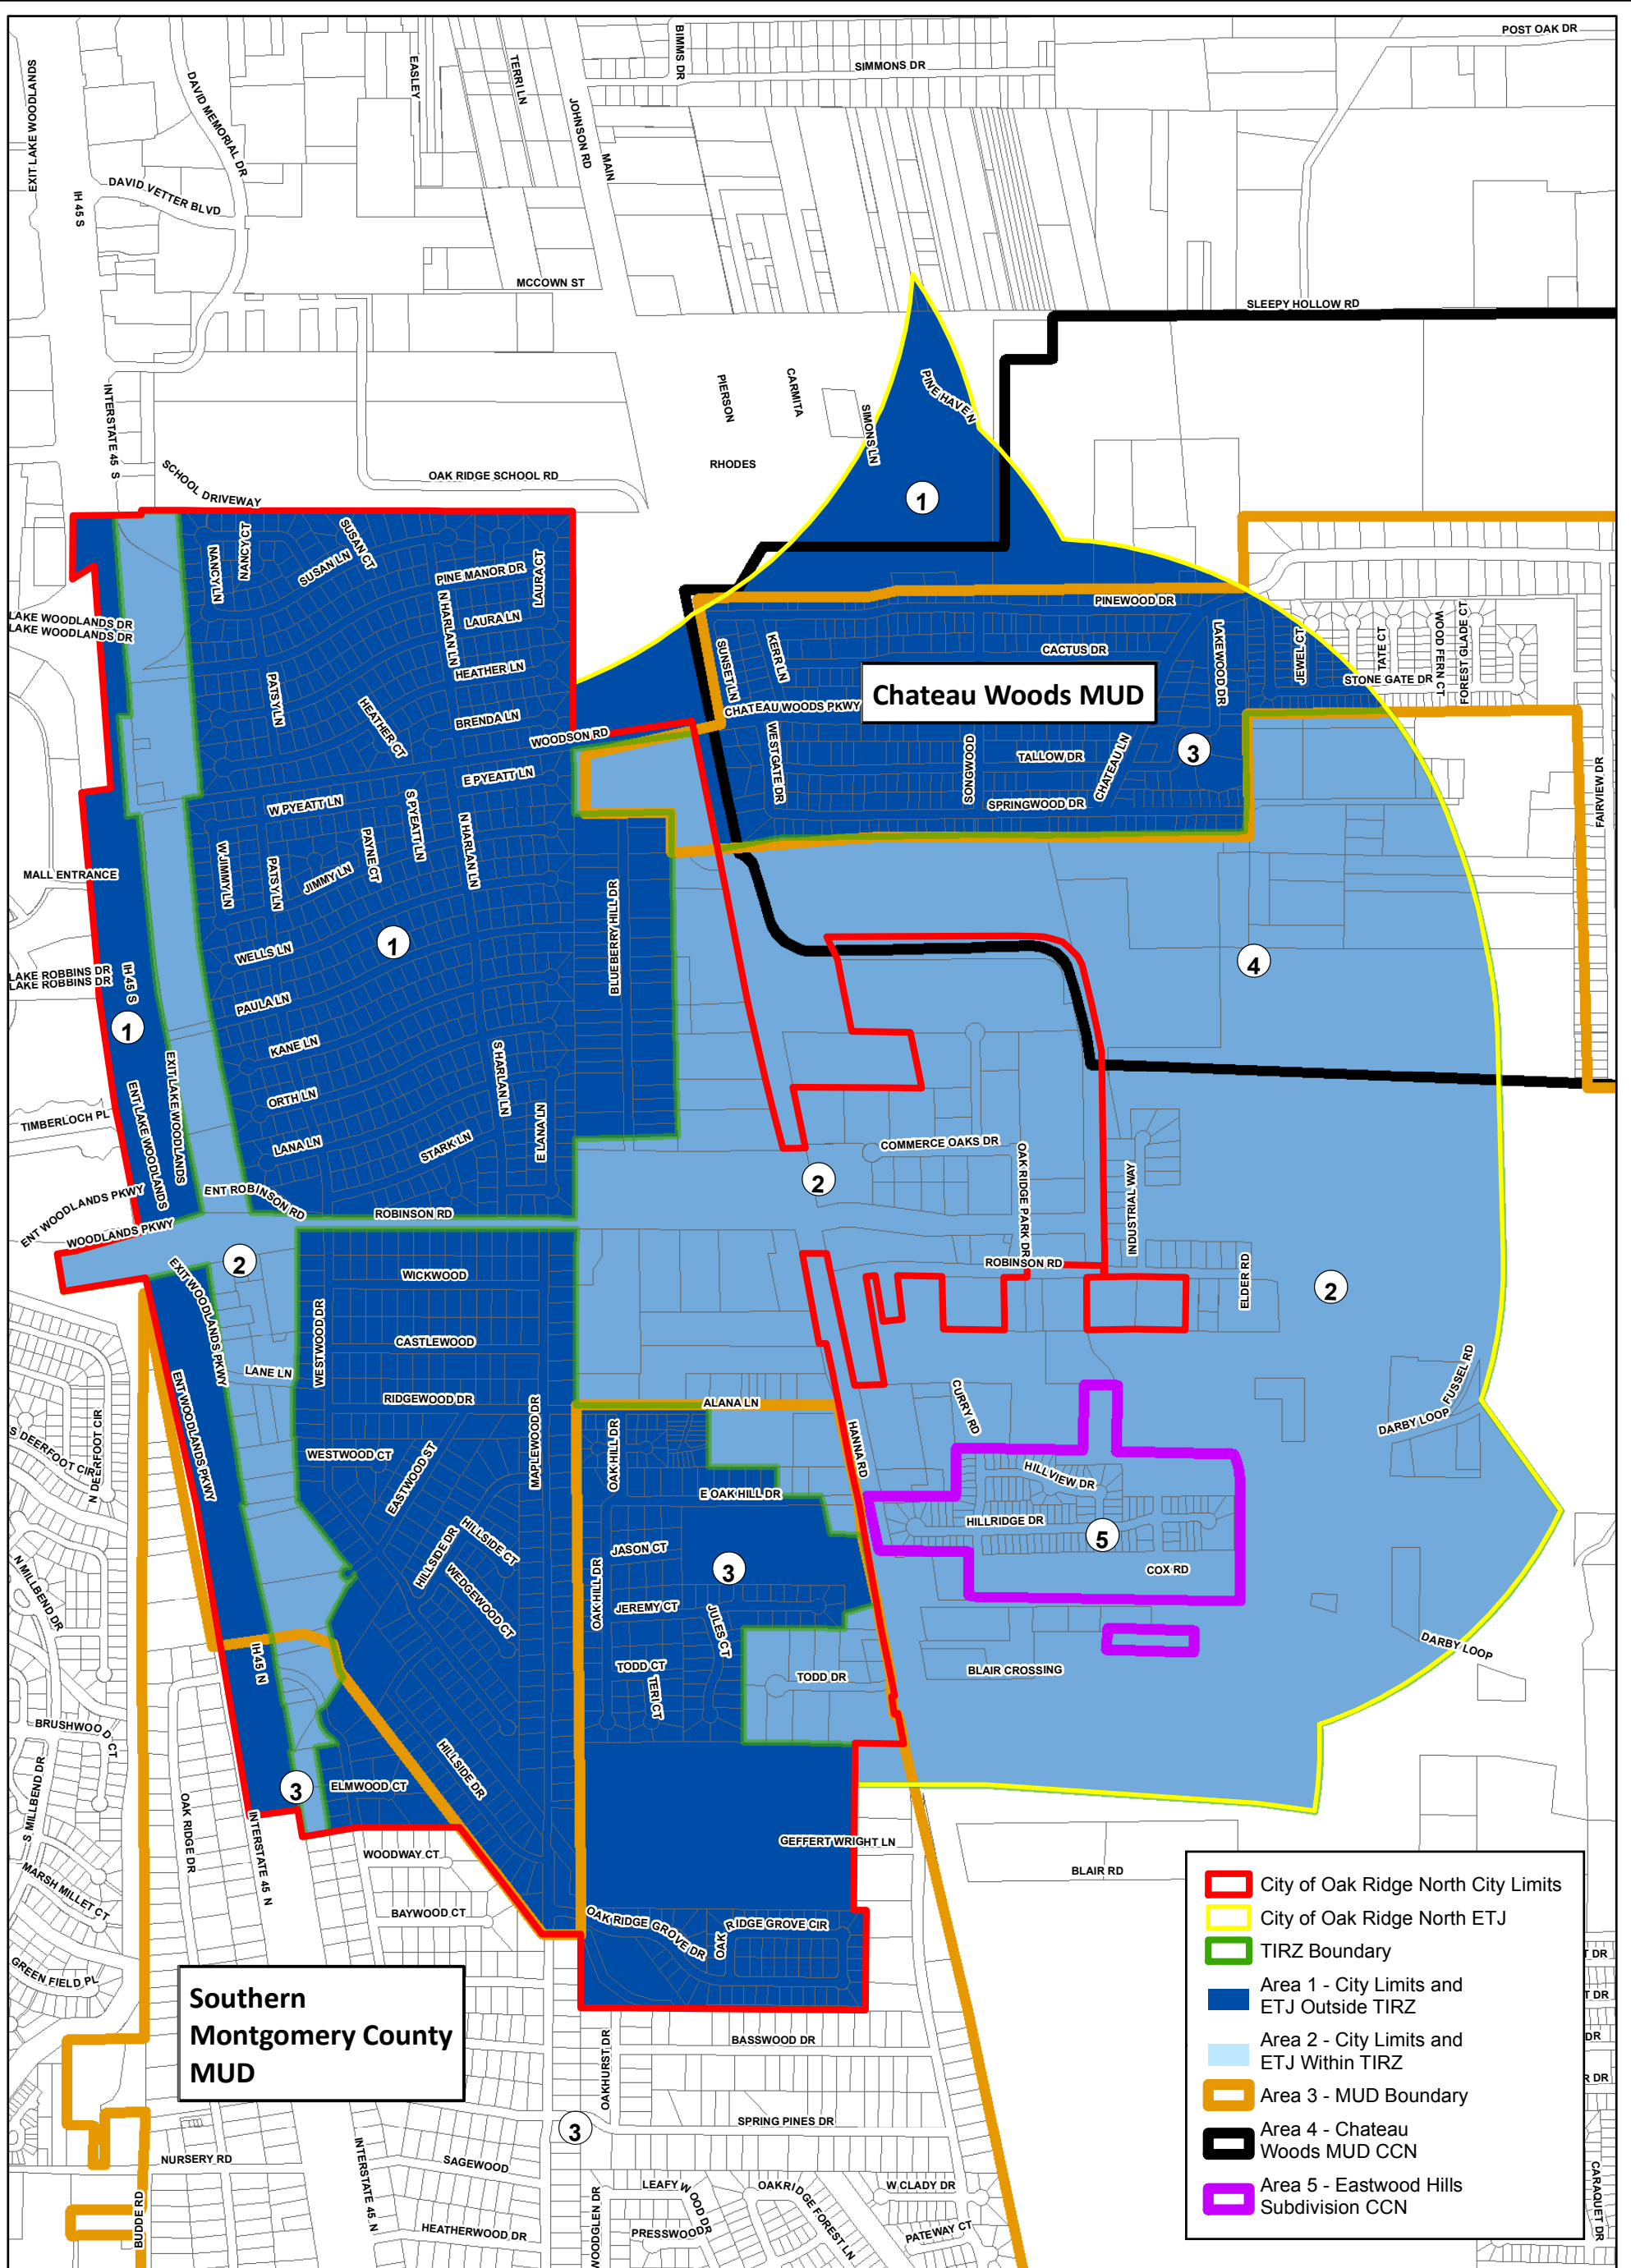 POST OAK DR
BIMMS DR
SIMMONS DR
EASLEY
TERRI LN
EXIT LAKE WOODLANDS
DAVID MEMORIAL DR
JOHNSON RD
MAIN
DAVID VETTER BLVD
IH 45 S
MCCOWN ST
SLEEPY HOLLOW RD
PIERSON
CARMITA
PINE HAVEN
INTERSTATE 45 S
SIMONS LN
RHODES
SCHOOL DRIVEWAY
OAK RIDGE SCHOOL RD
1
NANCY LN
NANCY CT
SUSAN LN
SUSAN CT
PINE MANOR DR
LAURA CT
N HARLAN LN
LAURA LN
HEATHER LN
LAKE WOODLANDS DR
LAKE WOODLANDS DR
PINEWOOD DR
SUNSET LN
KERR LN
CACTUS DR
LAKEWOOD DR
JEWEL CT
TATE CT
WOOD FERN CT
FOREST GLADE CT
STONE GATE DR
Chateau Woods MUD
PATSY LN
HEATHER CT
BRENDA LN
WOODSON RD
CHATEAU WOODS PKWY
WESTGATE DR
SONGWOOD
TALLOW DR
CHATEAU LN
3
FAIRVIEW DR
E PYEATT LN
W PYEATT LN
S PYEATT LN
SPRINGWOOD DR
W JIMMY LN
PATSY LN
JIMMY LN
PAYNE CT
N HARLAN LN
MALL ENTRANCE
BLUEBERRY HILL DR
1
WELLS LN
4
LAKE ROBBINS DR
LAKE ROBBINS DR
IH 45 S
1
PAULA LN
KANE LN
EXIT LAKE WOODLANDS
ENT LAKE WOODLANDS
ORTH LN
S HARLAN LN
TIMBERLOCH PL
LANA LN
STARK LN
E LANA LN
COMMERCE OAKS DR
OAK RIDGE PARK DR
INDUSTRIAL WAY
2
ENT WOODLANDS PKWY
WOODLANDS PKWY
ENT ROBINSON RD
ROBINSON RD
ROBINSON RD
ELDER RD
2
2
EXIT WOODLANDS PKWY
WICKWOOD
WESTWOOD DR
CASTLEWOOD
LANE LN
RIDGEWOOD DR
MAPLEWOOD DR
ALANA LN
HANNA RD
CURRY RD
FUSSEL RD
DARBY LOOP
ENT WOODLANDS PKWY
S DEERFOOT CIR
N DEERFOOT CIR
WESTWOOD CT
EASTWOOD ST
OAK HILL DR
E OAK HILL DR
HILLVIEW DR
HILLRIDGE DR
5
COX RD
HILLSIDE CT
HILLSIDE DR
WEDGEWOOD CT
JASON CT
3
OAK HILL DR
JEREMY CT
JULES CT
N MILLBEND DR
IH 45 N
TODD CT
TERI CT
TODD DR
BLAIR CROSSING
DARBY LOOP
BRUSHWOOD CT
S MILLBEND DR
HILLSIDE DR
3
ELMWOOD CT
OAK RIDGE DR
INTERSTATE 45 N
WOODWAY CT
GEFFERT WRIGHT LN
BLAIR RD
MARSH MILLET CT
BAYWOOD CT
OAK RIDGE GROVE DR
OAK RIDGE GROVE CIR
GREEN FIELD PL
Southern
Montgomery County
MUD
City of Oak Ridge North City Limits
City of Oak Ridge North ETJ
TIRZ Boundary
Area 1 - City Limits and
ETJ Outside TIRZ
Area 2 - City Limits and
ETJ Within TIRZ
Area 3 - MUD Boundary
Area 4 - Chateau
Woods MUD CCN
Area 5 - Eastwood Hills
Subdivision CCN
T DR
T DR
DR
R DR
CARAQUET DR
BASSWOOD DR
OAKHURST DR
3
SPRING PINES DR
NURSERY RD
BUDDE RD
INTERSTATE 45 N
SAGEWOOD
HEATHERWOOD DR
WOODGLEN DR
LEAFYWOOD DR
PRESSWOOD
OAKRIDGE FOREST LN
W CLADY DR
PATEWAY CT